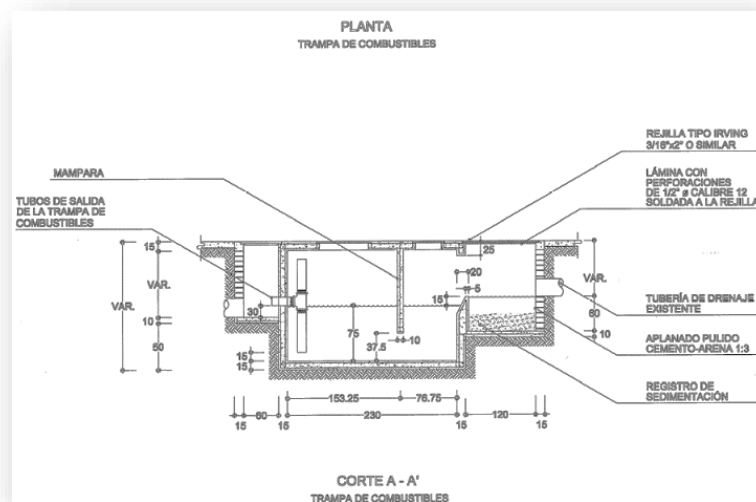 PLANTA
TRAMPA DE COMBUSTIBLES
REJILLA TIPO IRVING
3/16"x2" O SIMILAR
MAMPARA
LÁMINA CON
PERFORACIONES
DE 1/2" ø CALIBRE 12
SOLDADA A LA REJILLA
TUBOS DE SALIDA
DE LA TRAMPA DE
COMBUSTIBLES
15
25
VAR.
VAR.
20
5
VAR.
15
30
75
60
TUBERÍA DE DRENAJE
EXISTENTE
10
10
37.5
10
50
APLANADO PULIDO
CEMENTO-ARENA 1:3
15
15
REGISTRO DE
SEDIMENTACIÓN
153.25
76.75
60
230
120
15
15
15
15
CORTE A - A'
TRAMPA DE COMBUSTIBLES